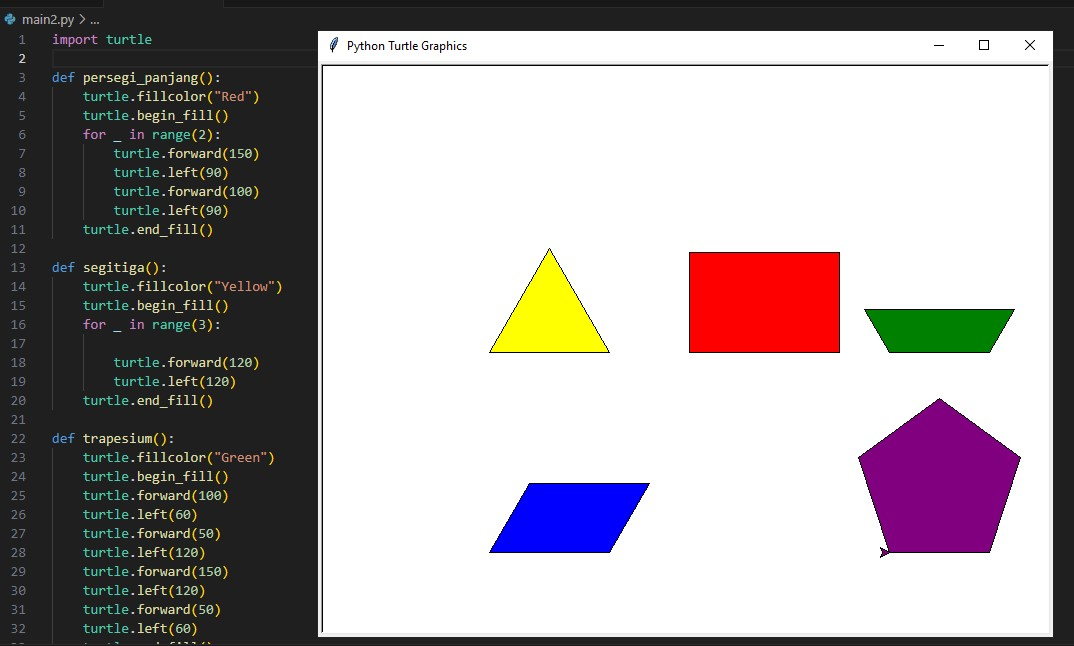 main2.py > ...
1 import turtle
2
3 def persegi_panjang():
4     turtle.fillcolor("Red")
5     turtle.begin_fill()
6     for _ in range(2):
7         turtle.forward(150)
8         turtle.left(90)
9         turtle.forward(100)
10         turtle.left(90)
11     turtle.end_fill()
12
13 def segitiga():
14     turtle.fillcolor("Yellow")
15     turtle.begin_fill()
16     for _ in range(3):
17
18         turtle.forward(120)
19         turtle.left(120)
20     turtle.end_fill()
21
22 def trapesium():
23     turtle.fillcolor("Green")
24     turtle.begin_fill()
25     turtle.forward(100)
26     turtle.left(60)
27     turtle.forward(50)
28     turtle.left(120)
29     turtle.forward(150)
30     turtle.left(120)
31     turtle.forward(50)
32     turtle.left(60)
Python Turtle Graphics